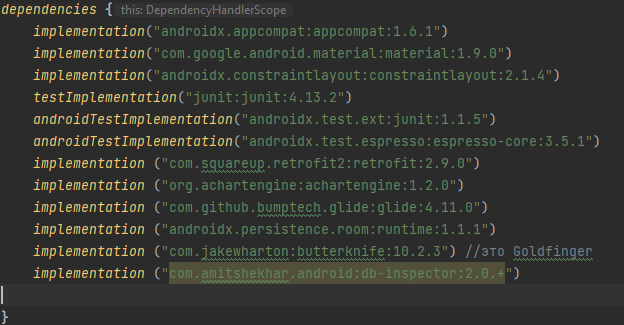 dependencies { this: DependencyHandlerScope
implementation("androidx.appcompat:appcompat:1.6.1")
implementation("com.google.android.material:material:1.9.0")
implementation("androidx.constraintlayout:constraintlayout:2.1.4")
testImplementation("junit:junit:4.13.2")
androidTestImplementation("androidx.test.ext:junit:1.1.5")
androidTestImplementation("androidx.test.espresso:espresso-core:3.5.1")
implementation ("com.squareup.retrofit2:retrofit:2.9.0")
implementation ("org.achartengine:achartengine:1.2.0")
implementation ("com.github.bumptech.glide:glide:4.11.0")
implementation ("androidx.persistence.room:runtime:1.1.1")
implementation ("com.jakewharton:butterknife:10.2.3") //это Goldfinger
implementation ("com.amitshekhar.android:db-inspector:2.0.+")
}